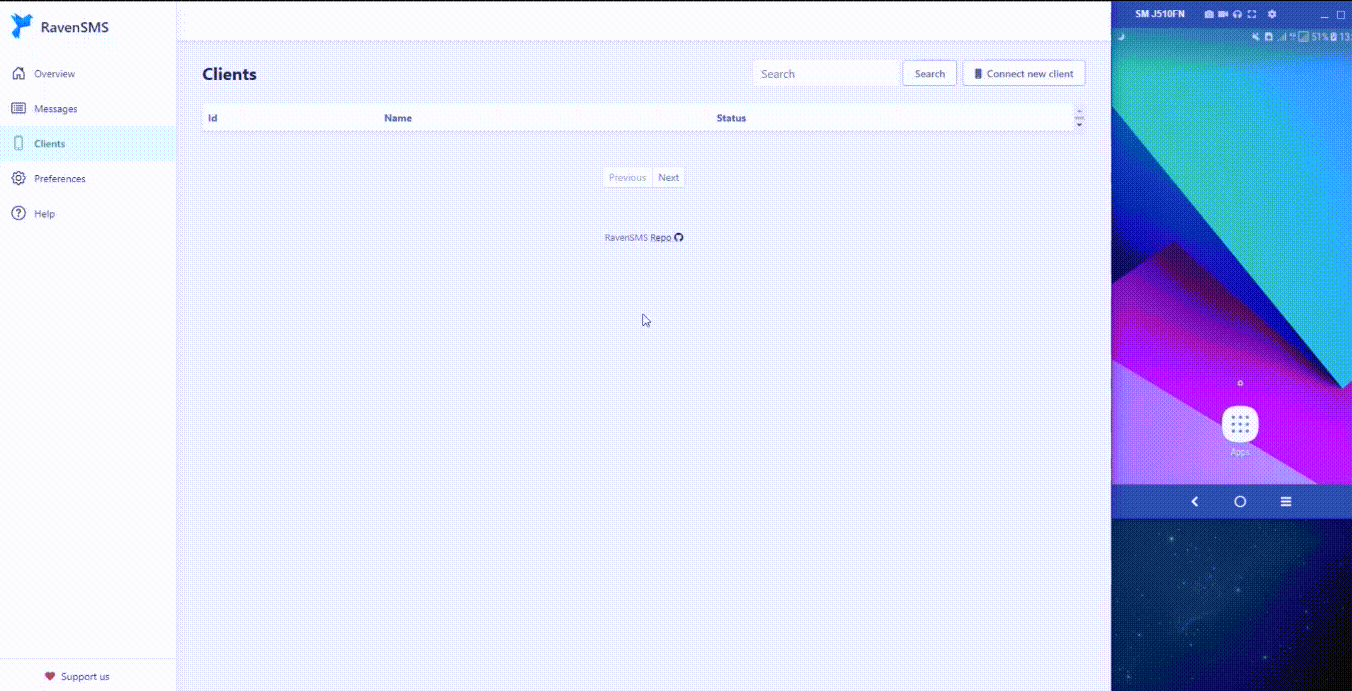 RavenSMS
Overview
Messages
Clients
Preferences
Help
Support us
Clients
Search
Search
Connect new client
Id Name Status
Previous Next
RavenSMS Repo
SM J510FN
51% 13:
Apps